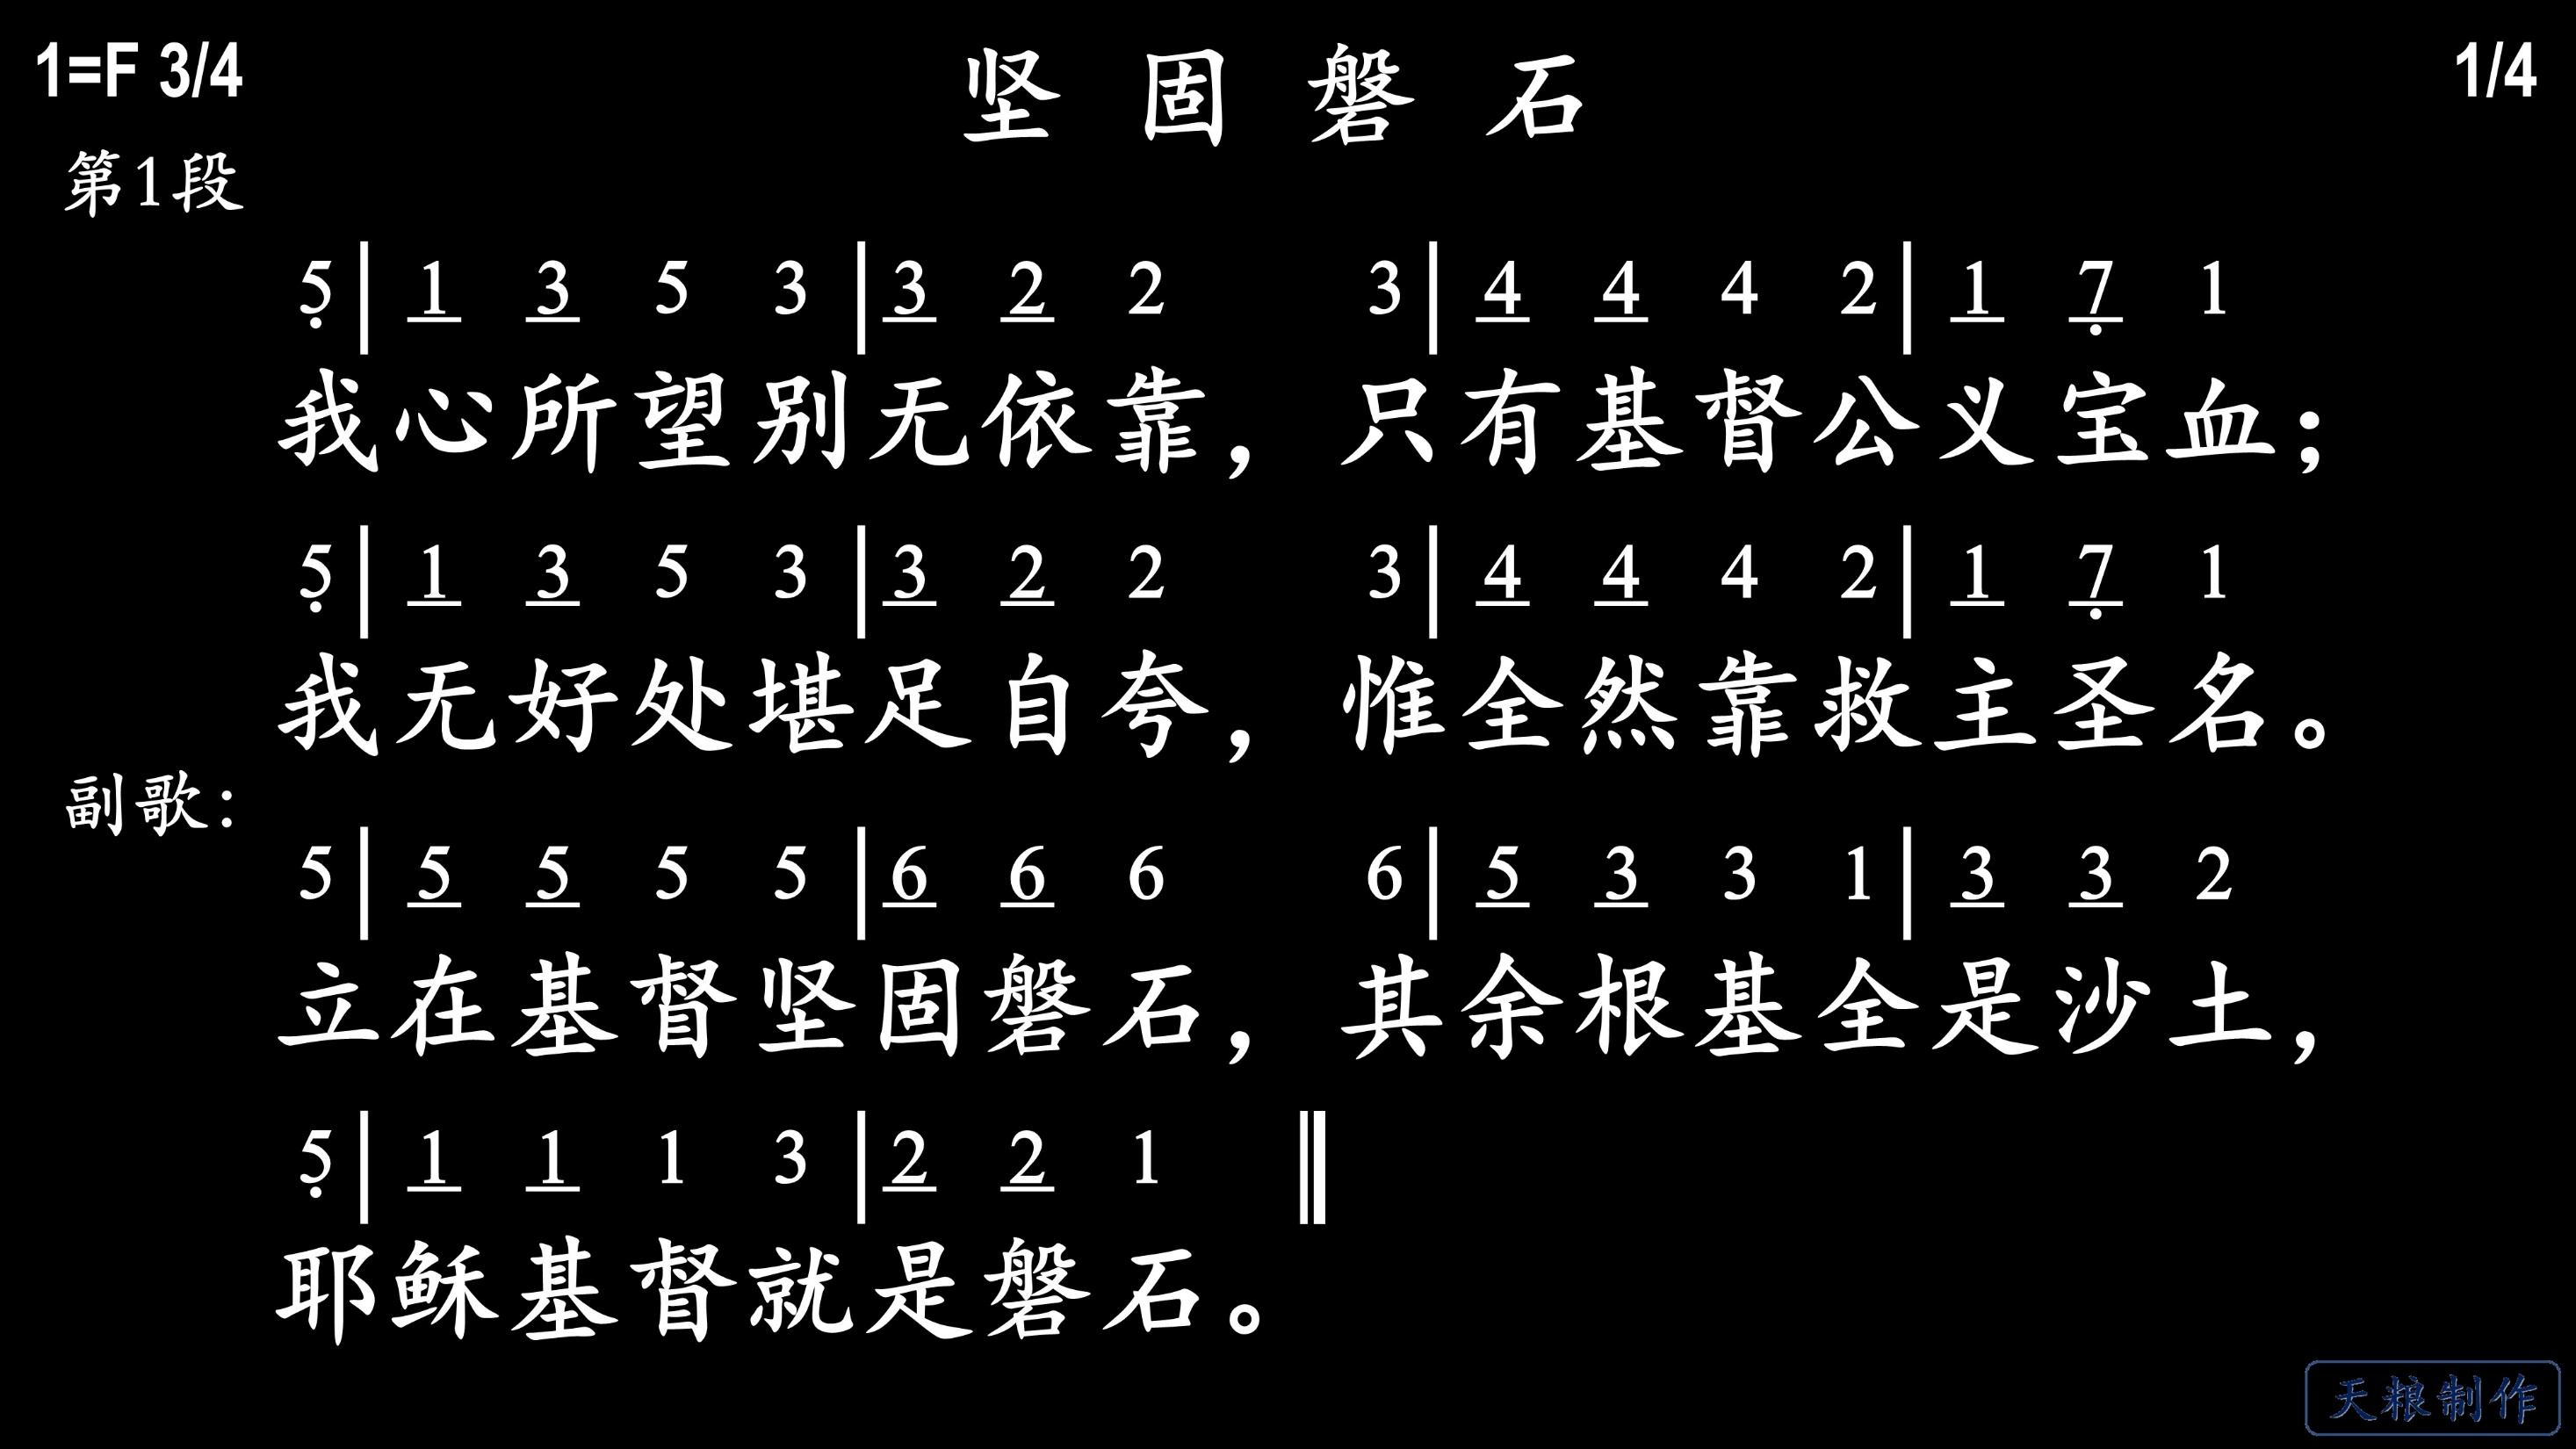 1=F 3/4
坚固磐石
1/4
第1段
5 | 1 3 5 3 | 3 2 2 3 | 4 4 4 2 | 1 7 1
我心所望别无依靠，只有基督公义宝血；
5 | 1 3 5 3 | 3 2 2 3 | 4 4 4 2 | 1 7 1
我无好处堪足自夸，惟全然靠救主圣名。
副歌：
5 | 5 5 5 5 | 6 6 6 6 | 5 3 3 1 | 3 3 2
立在基督坚固磐石，其余根基全是沙土，
5 | 1 1 1 3 | 2 2 1 ‖
耶稣基督就是磐石。
天粮制作